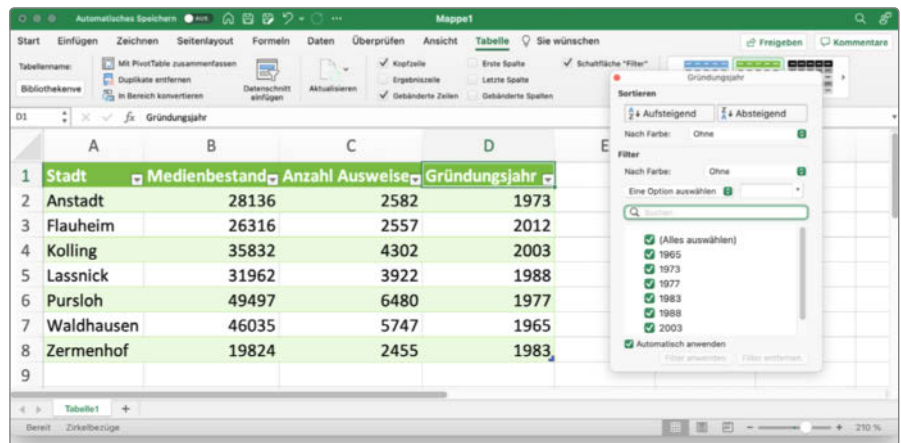 Automatisches Speichern AUS ··· Mappe1
Start Einfügen Zeichnen Seitenlayout Formeln Daten Überprüfen Ansicht Tabelle Sie wünschen Freigeben Kommentare
Tabellenname: Mit PivotTable zusammenfassen Kopfzeile Erste Spalte Schaltfläche "Filter"
Duplikate entfernen Ergebniszeile Letzte Spalte
Bibliothekenve In Bereich konvertieren Datenschnitt einfügen Aktualisieren Gebänderte Zeilen Gebänderte Spalten
D1 fx Gründungsjahr
A B C D E
1 Stadt Medienbestand Anzahl Ausweise Gründungsjahr
2 Anstadt 28136 2582 1973
3 Flauheim 26316 2557 2012
4 Kolling 35832 4302 2003
5 Lassnick 31962 3922 1988
6 Pursloh 49497 6480 1977
7 Waldhausen 46035 5747 1965
8 Zermenhof 19824 2455 1983
9
Gründungsjahr
Sortieren
Aufsteigend Absteigend
Nach Farbe: Ohne
Filter
Nach Farbe: Ohne
Eine Option auswählen
Suchen
(Alles auswählen)
1965
1973
1977
1983
1988
2003
Automatisch anwenden
Filter anwenden Filter entfernen
Tabelle1 +
Bereit Zirkelbezüge - + 210 %